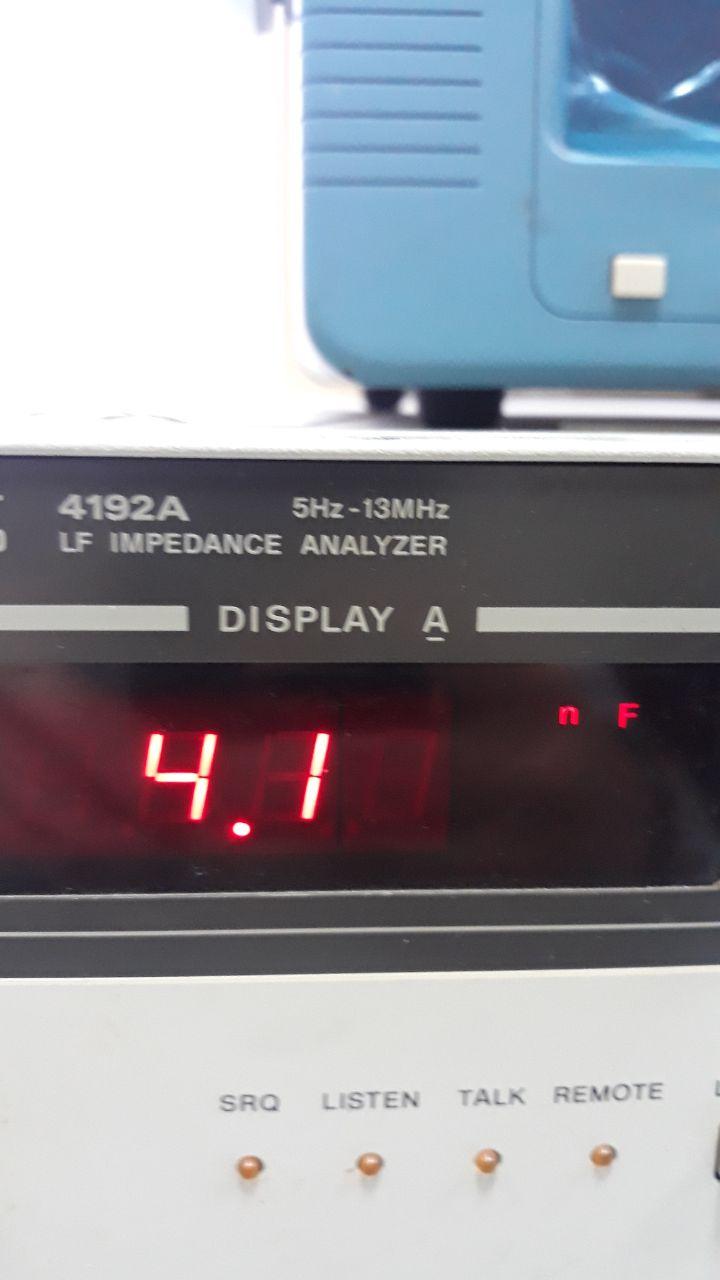 4192A 5Hz-13MHz
LF IMPEDANCE ANALYZER
DISPLAY A
4.1 n F
SRQ LISTEN TALK REMOTE